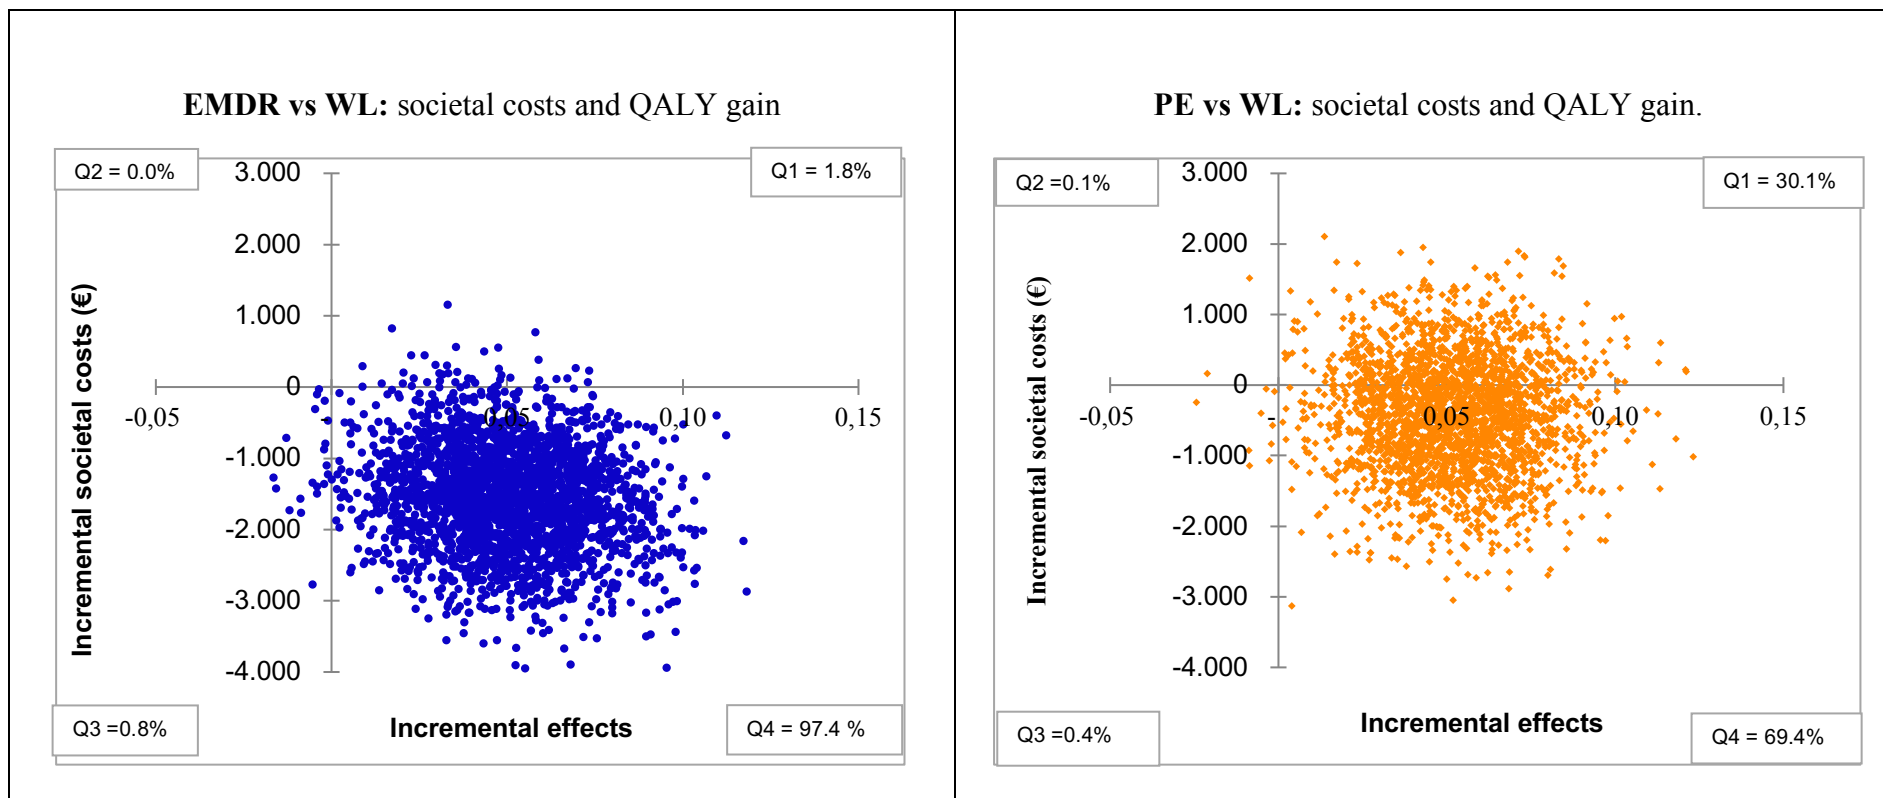 EMDR vs WL: societal costs and QALY gain
Q2 = 0.0%
Q1 = 1.8%
3.000
2.000
1.000
0
-1.000
-2.000
-3.000
-4.000
-0,05
-
0,05
0,10
0,15
Incremental societal costs (€)
Incremental effects
Q3 =0.8%
Q4 = 97.4 %
PE vs WL: societal costs and QALY gain.
Q2 =0.1%
Q1 = 30.1%
3.000
2.000
1.000
0
-1.000
-2.000
-3.000
-4.000
-0,05
-
0,05
0,10
0,15
Incremental societal costs (€)
Incremental effects
Q3 =0.4%
Q4 = 69.4%